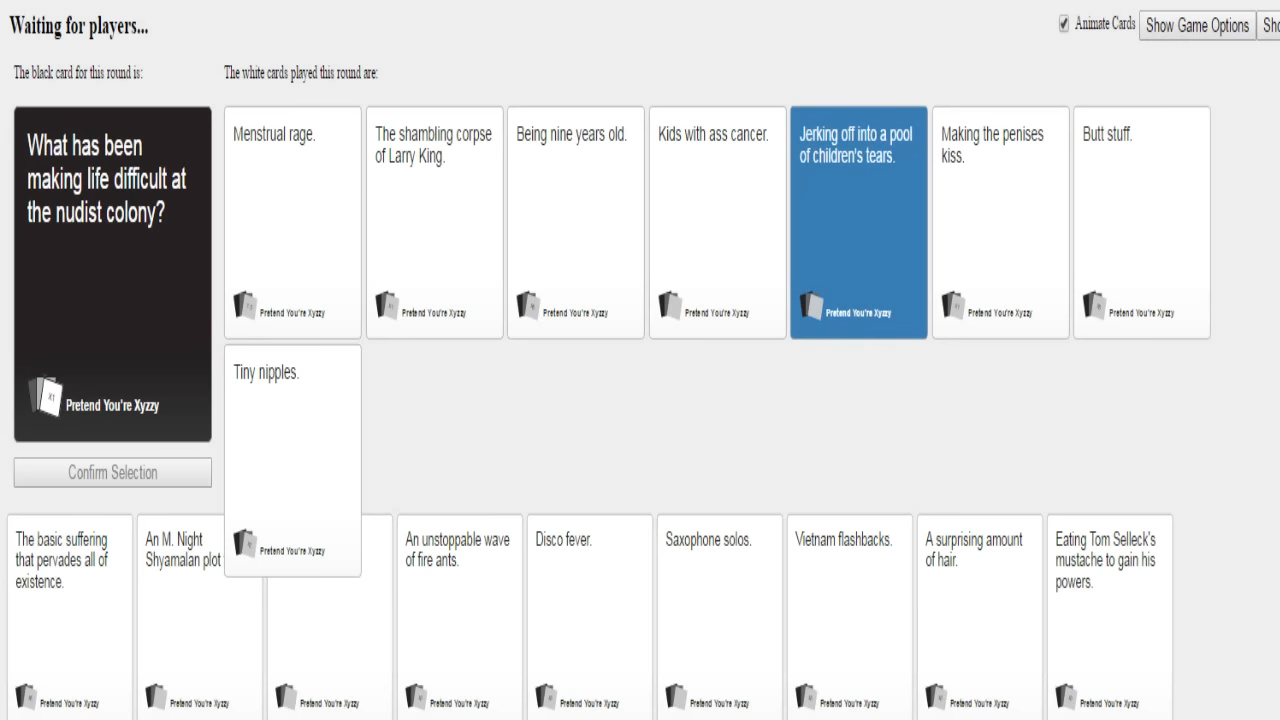 Waiting for players...
Animate Cards
Show Game Options
Sho
The black card for this round is:
The white cards played this round are:
What has been
making life difficult at
the nudist colony?
Pretend You're Xyzzy
Confirm Selection
Menstrual rage.
Pretend You're Xyzzy
The shambling corpse
of Larry King.
Pretend You're Xyzzy
Being nine years old.
Pretend You're Xyzzy
Kids with ass cancer.
Pretend You're Xyzzy
Jerking off into a pool
of children's tears.
Pretend You're Xyzzy
Making the penises
kiss.
Pretend You're Xyzzy
Butt stuff.
Pretend You're Xyzzy
Tiny nipples.
Pretend You're Xyzzy
The basic suffering
that pervades all of
existence.
Pretend You're Xyzzy
An M. Night
Shyamalan plot
Pretend You're Xyzzy
Pretend You're Xyzzy
An unstoppable wave
of fire ants.
Pretend You're Xyzzy
Disco fever.
Pretend You're Xyzzy
Saxophone solos.
Pretend You're Xyzzy
Vietnam flashbacks.
Pretend You're Xyzzy
A surprising amount
of hair.
Pretend You're Xyzzy
Eating Tom Selleck's
mustache to gain his
powers.
Pretend You're Xyzzy